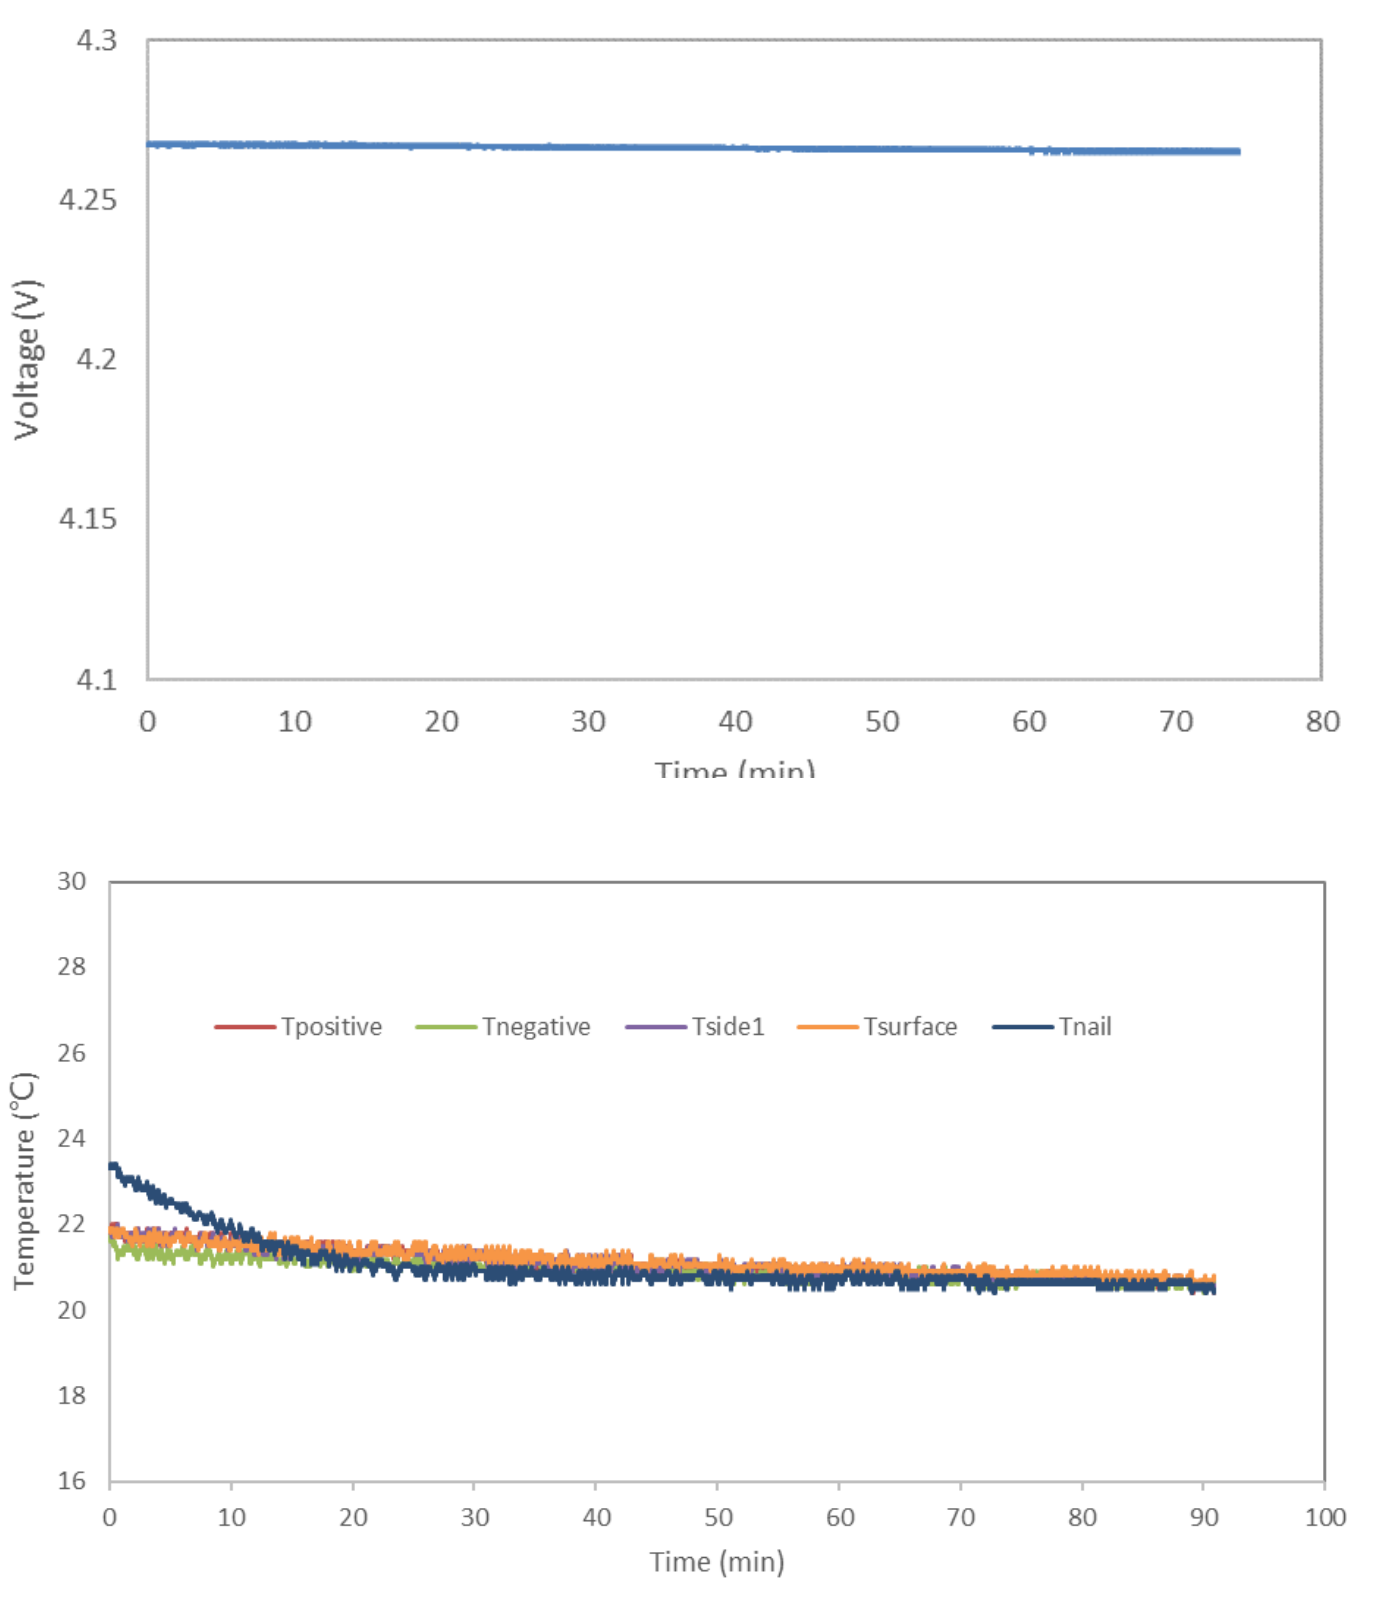 4.3
4.25
4.2
4.15
4.1
Voltage (V)
0 10 20 30 40 50 60 70 80
Time (min)
30
28
26
24
22
20
18
16
Temperature (°C)
Tpositive Tnegative Tside1 Tsurface Tnail
0 10 20 30 40 50 60 70 80 90 100
Time (min)